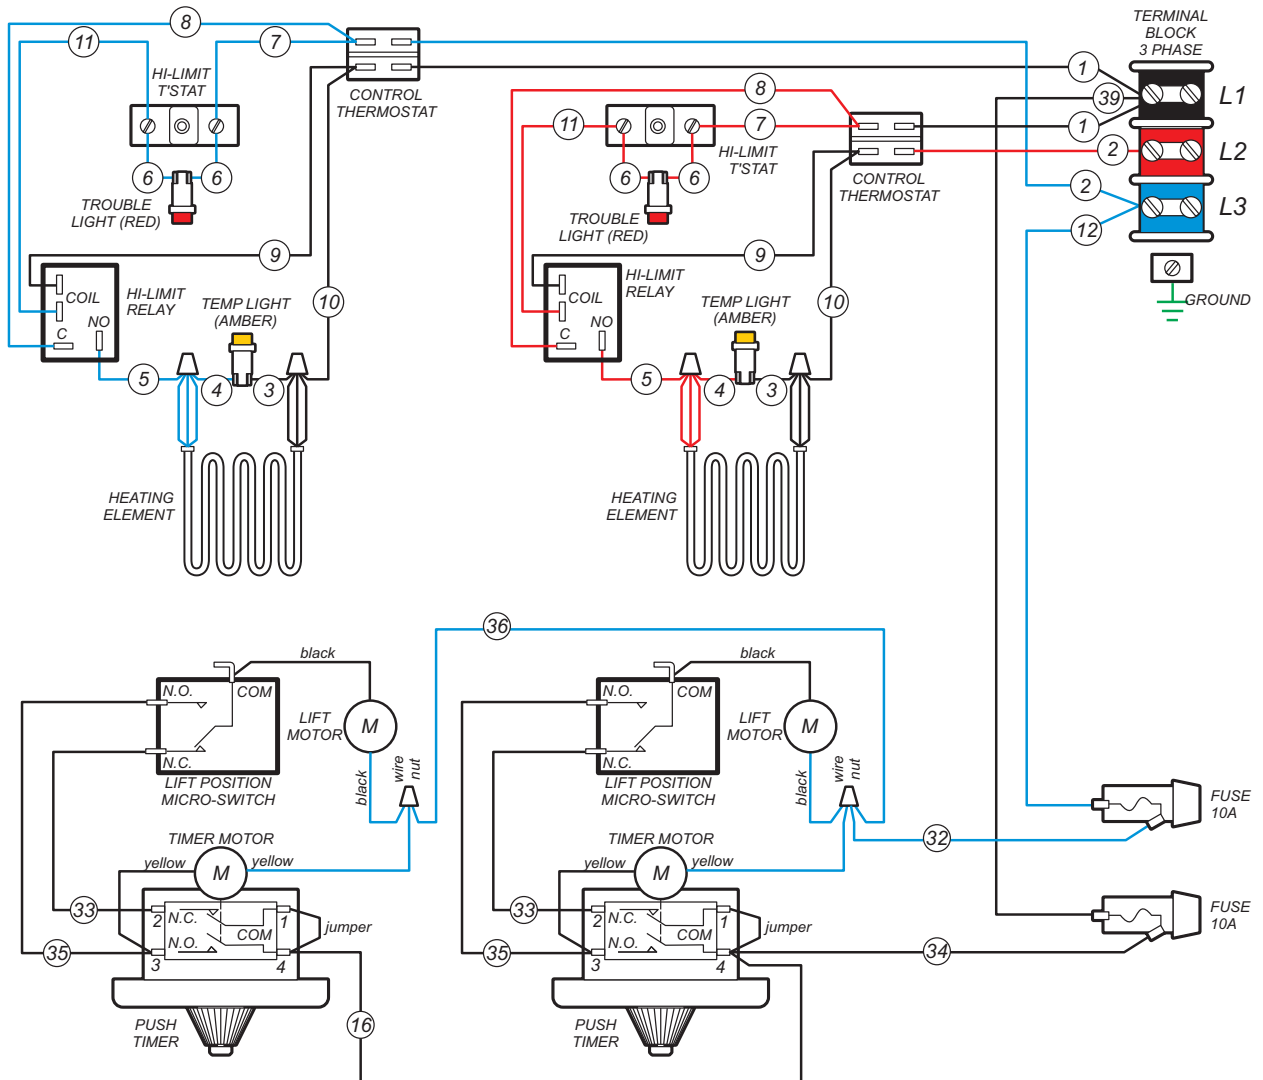 TERMINAL
BLOCK
3 PHASE
8
11
7
HI-LIMIT
T'STAT
CONTROL
THERMOSTAT
6
6
TROUBLE
LIGHT (RED)
9
COIL
C
NO
HI-LIMIT
RELAY
TEMP LIGHT
(AMBER)
10
5
4
3
HEATING
ELEMENT
8
11
7
HI-LIMIT
T'STAT
CONTROL
THERMOSTAT
6
6
TROUBLE
LIGHT (RED)
9
COIL
C
NO
HI-LIMIT
RELAY
TEMP LIGHT
(AMBER)
10
5
4
3
HEATING
ELEMENT
1
39
1
2
2
12
L1
L2
L3
GROUND
36
black
N.O.
COM
N.C.
LIFT
MOTOR
M
LIFT POSITION
MICRO-SWITCH
black
wire
nut
TIMER MOTOR
yellow
M
yellow
33
35
2
N.C.
1
COM
N.O.
3
4
jumper
16
PUSH
TIMER
black
N.O.
COM
N.C.
LIFT
MOTOR
M
LIFT POSITION
MICRO-SWITCH
black
wire
nut
TIMER MOTOR
yellow
M
yellow
33
35
2
N.C.
1
COM
N.O.
3
4
jumper
PUSH
TIMER
32
34
FUSE
10A
FUSE
10A